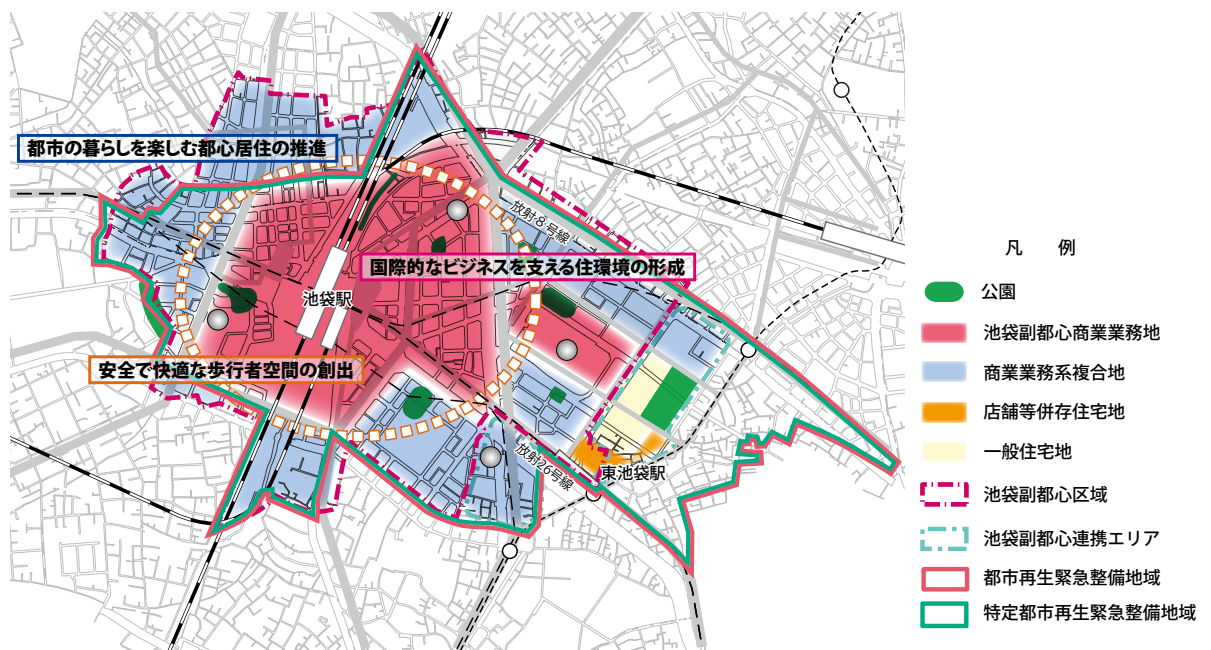 都市の暮らしを楽しむ都心居住の推進
放射8号線
国際的なビジネスを支える住環境の形成
池袋駅
安全で快適な歩行者空間の創出
放射26号線
東池袋駅
凡 例
公園
池袋副都心商業業務地
商業業務系複合地
店舗等併存住宅地
一般住宅地
池袋副都心区域
池袋副都心連携エリア
都市再生緊急整備地域
特定都市再生緊急整備地域